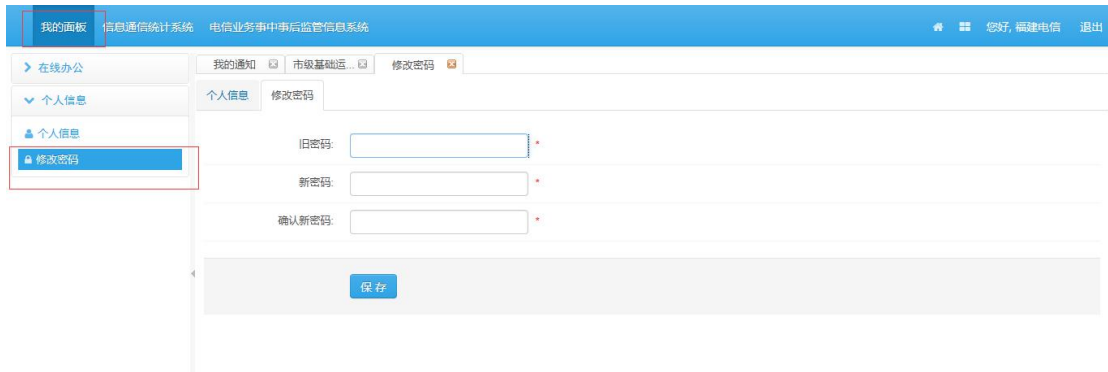 我的面板 信息通信统计系统 电信业务事中事后监管信息系统 您好, 福建电信 退出
在线办公
个人信息
个人信息
修改密码
我的通知 市级基础运... 修改密码
个人信息 修改密码
旧密码: *
新密码: *
确认新密码: *
保存